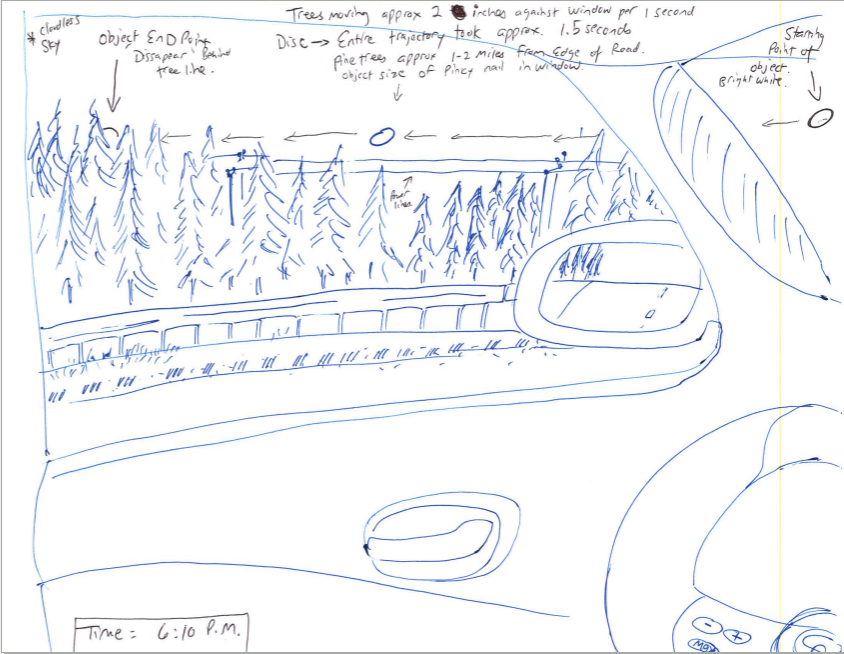 Trees moving approx 2 inches against window per 1 second
* Cloudless
Sky
Object End Point
Dissapear Behind
tree line.
Disc → Entire trajectory took approx. 1.5 seconds
Pine trees approx 1-2 Miles from Edge of Road.
object size of Pinky nail in window.
Starting
Point of
object.
Bright white.
Power
lines
- +
Time = 6:10 P.M.